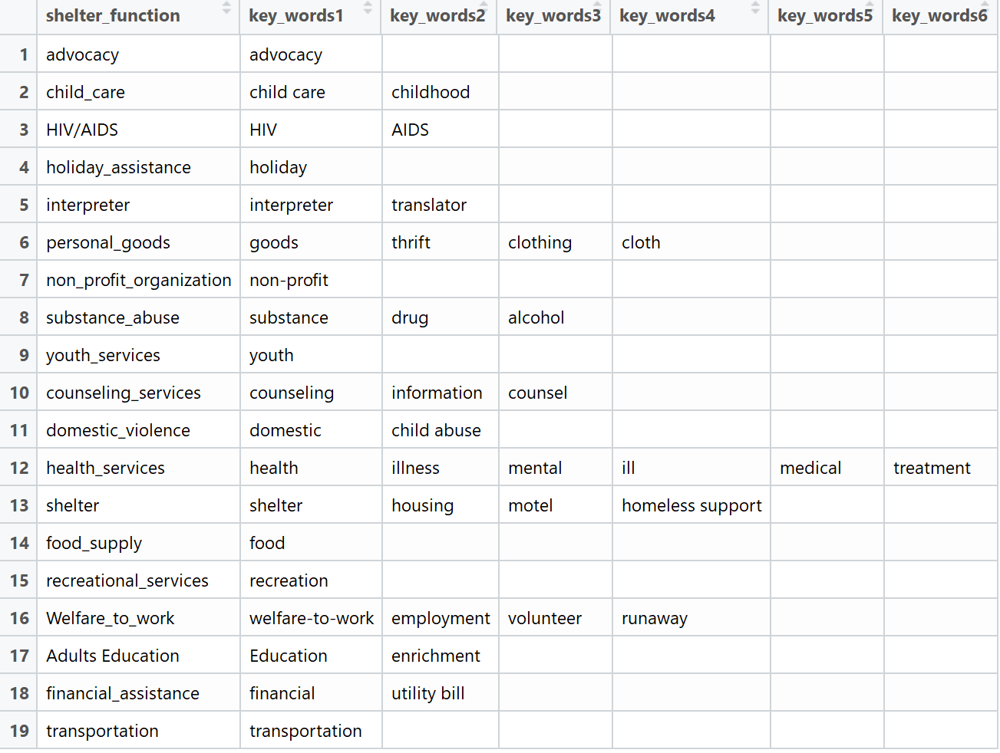 shelter_function key_words1 key_words2 key_words3 key_words4 key_words5 key_words6
1 advocacy advocacy
2 child_care child care childhood
3 HIV/AIDS HIV AIDS
4 holiday_assistance holiday
5 interpreter interpreter translator
6 personal_goods goods thrift clothing cloth
7 non_profit_organization non-profit
8 substance_abuse substance drug alcohol
9 youth_services youth
10 counseling_services counseling information counsel
11 domestic_violence domestic child abuse
12 health_services health illness mental ill medical treatment
13 shelter shelter housing motel homeless support
14 food_supply food
15 recreational_services recreation
16 Welfare_to_work welfare-to-work employment volunteer runaway
17 Adults Education Education enrichment
18 financial_assistance financial utility bill
19 transportation transportation